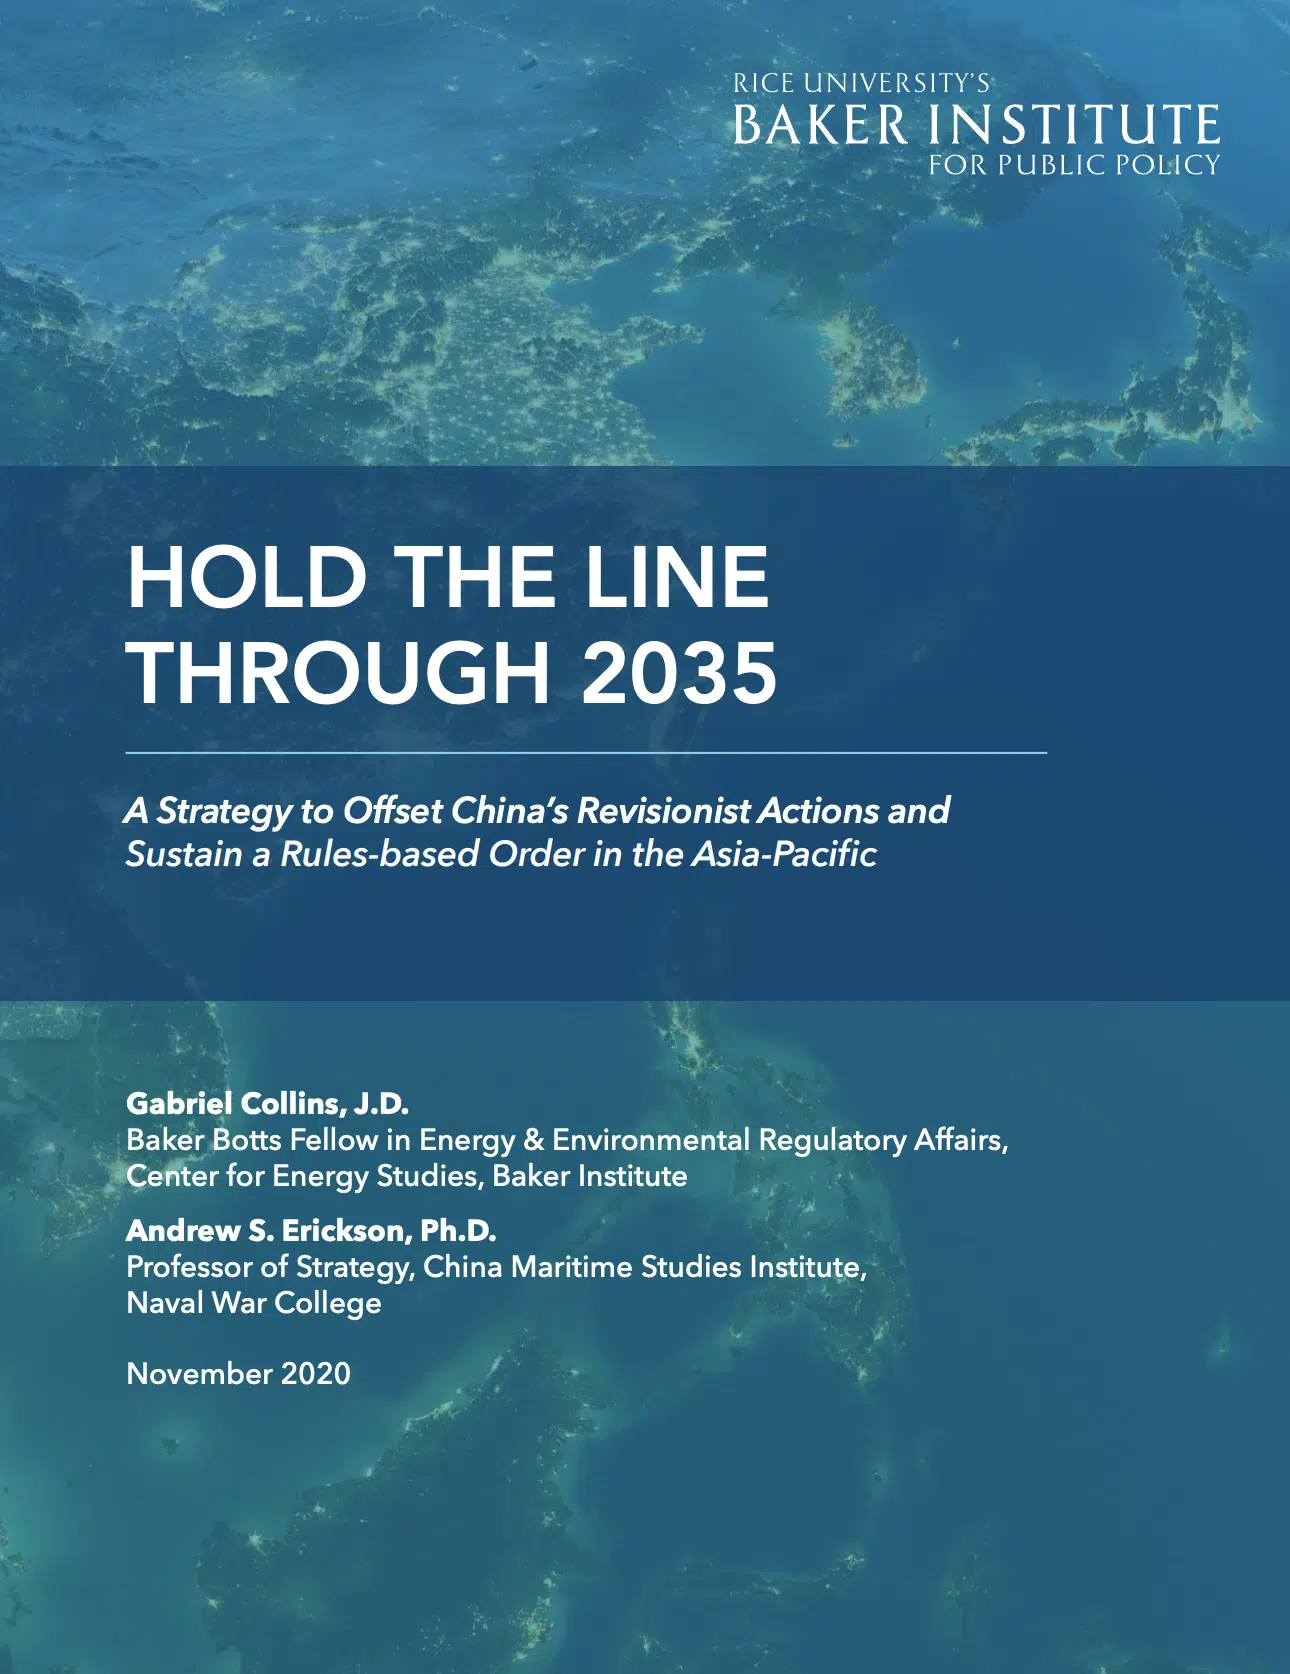 RICE UNIVERSITY'S
BAKER INSTITUTE
FOR PUBLIC POLICY
HOLD THE LINE
THROUGH 2035
A Strategy to Offset China's Revisionist Actions and
Sustain a Rules-based Order in the Asia-Pacific
Gabriel Collins, J.D.
Baker Botts Fellow in Energy & Environmental Regulatory Affairs,
Center for Energy Studies, Baker Institute
Andrew S. Erickson, Ph.D.
Professor of Strategy, China Maritime Studies Institute,
Naval War College
November 2020